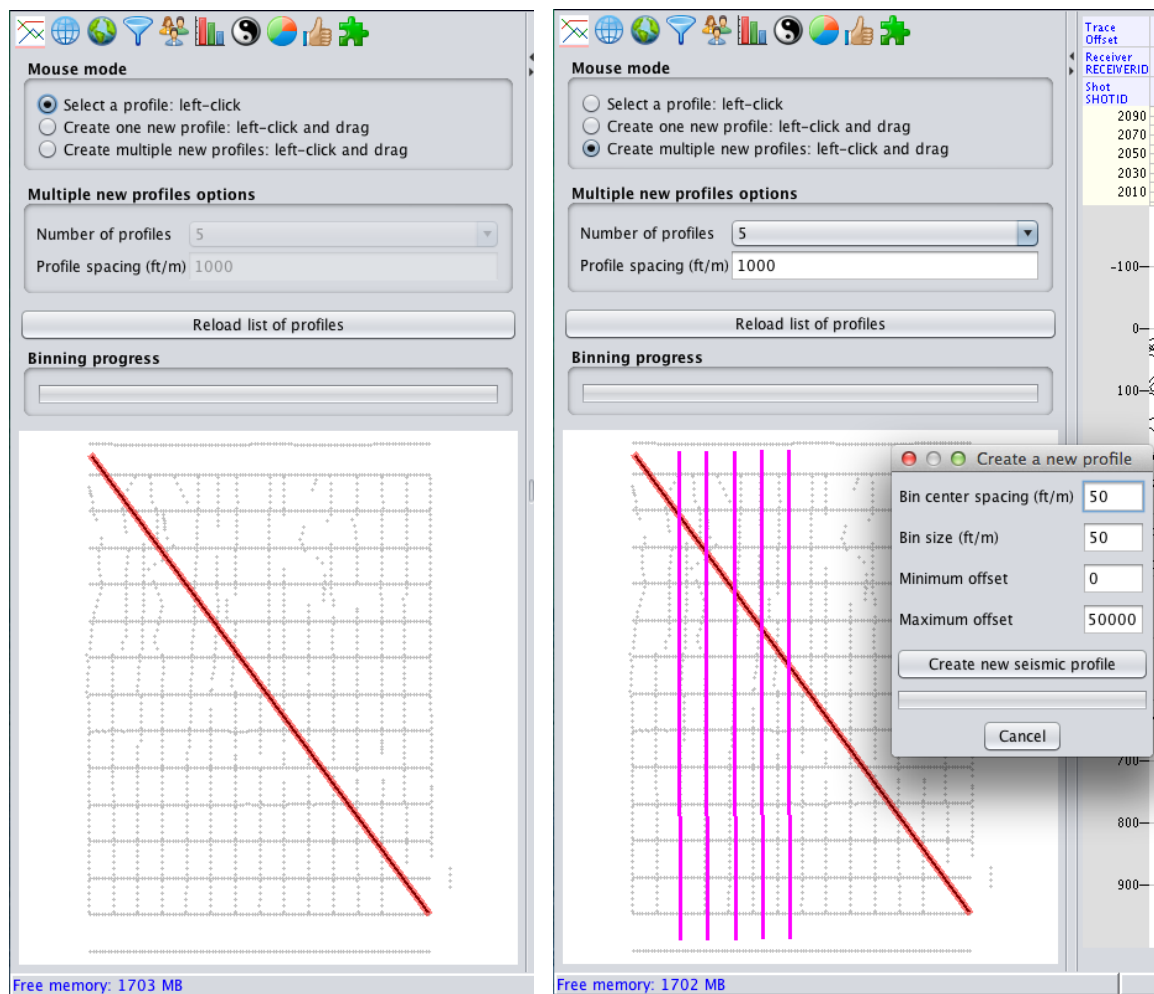 Mouse mode
Select a profile: left-click
Create one new profile: left-click and drag
Create multiple new profiles: left-click and drag
Multiple new profiles options
Number of profiles 5
Profile spacing (ft/m) 1000
Reload list of profiles
Binning progress
Free memory: 1703 MB
Mouse mode
Select a profile: left-click
Create one new profile: left-click and drag
Create multiple new profiles: left-click and drag
Multiple new profiles options
Number of profiles 5
Profile spacing (ft/m) 1000
Reload list of profiles
Binning progress
Create a new profile
Bin center spacing (ft/m) 50
Bin size (ft/m) 50
Minimum offset 0
Maximum offset 50000
Create new seismic profile
Cancel
Free memory: 1702 MB
Trace
Offset
Receiver
RECEIVERID
Shot
SHOTID
2090
2070
2050
2030
2010
-100
0
100
700
800
900